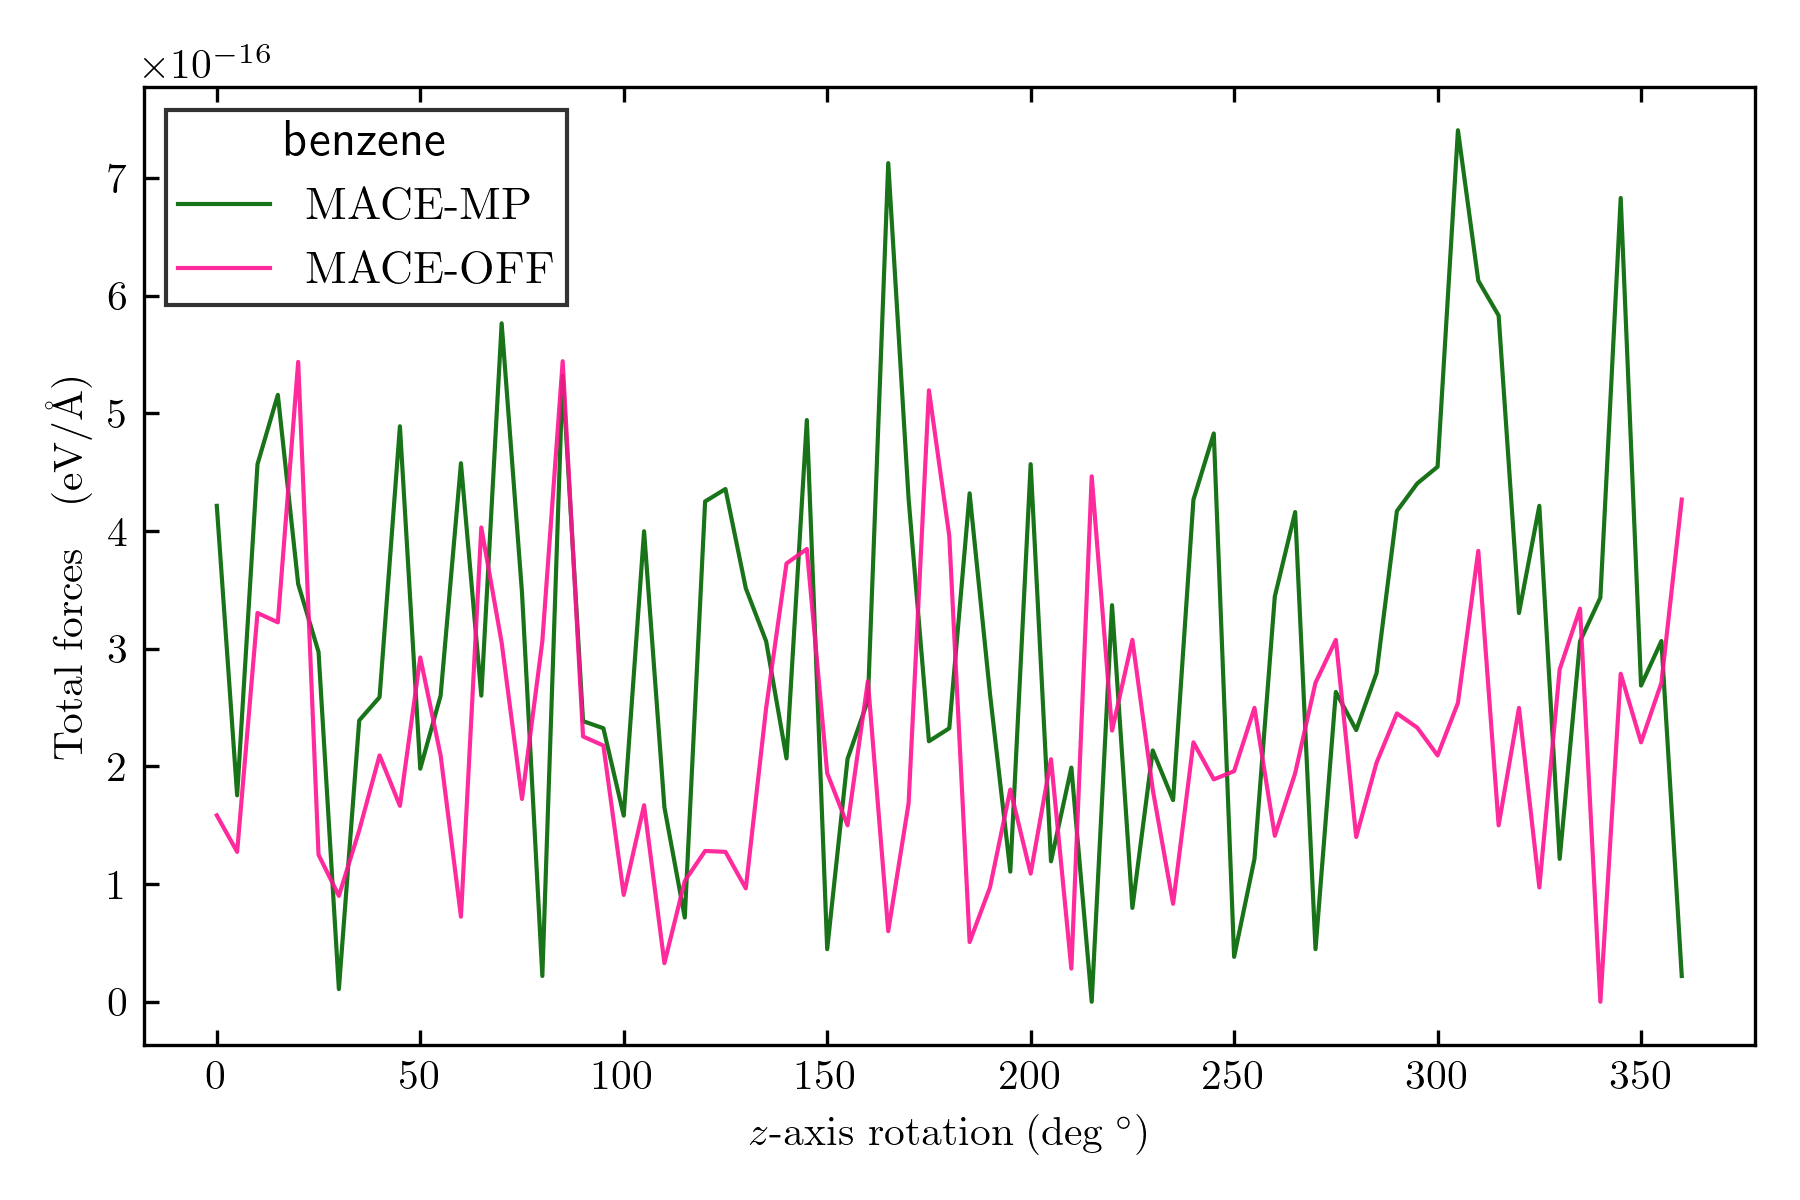 ×10⁻¹⁶
benzene
MACE-MP
MACE-OFF
Total forces (eV/Å)
7
6
5
4
3
2
1
0
0 50 100 150 200 250 300 350
z-axis rotation (deg °)